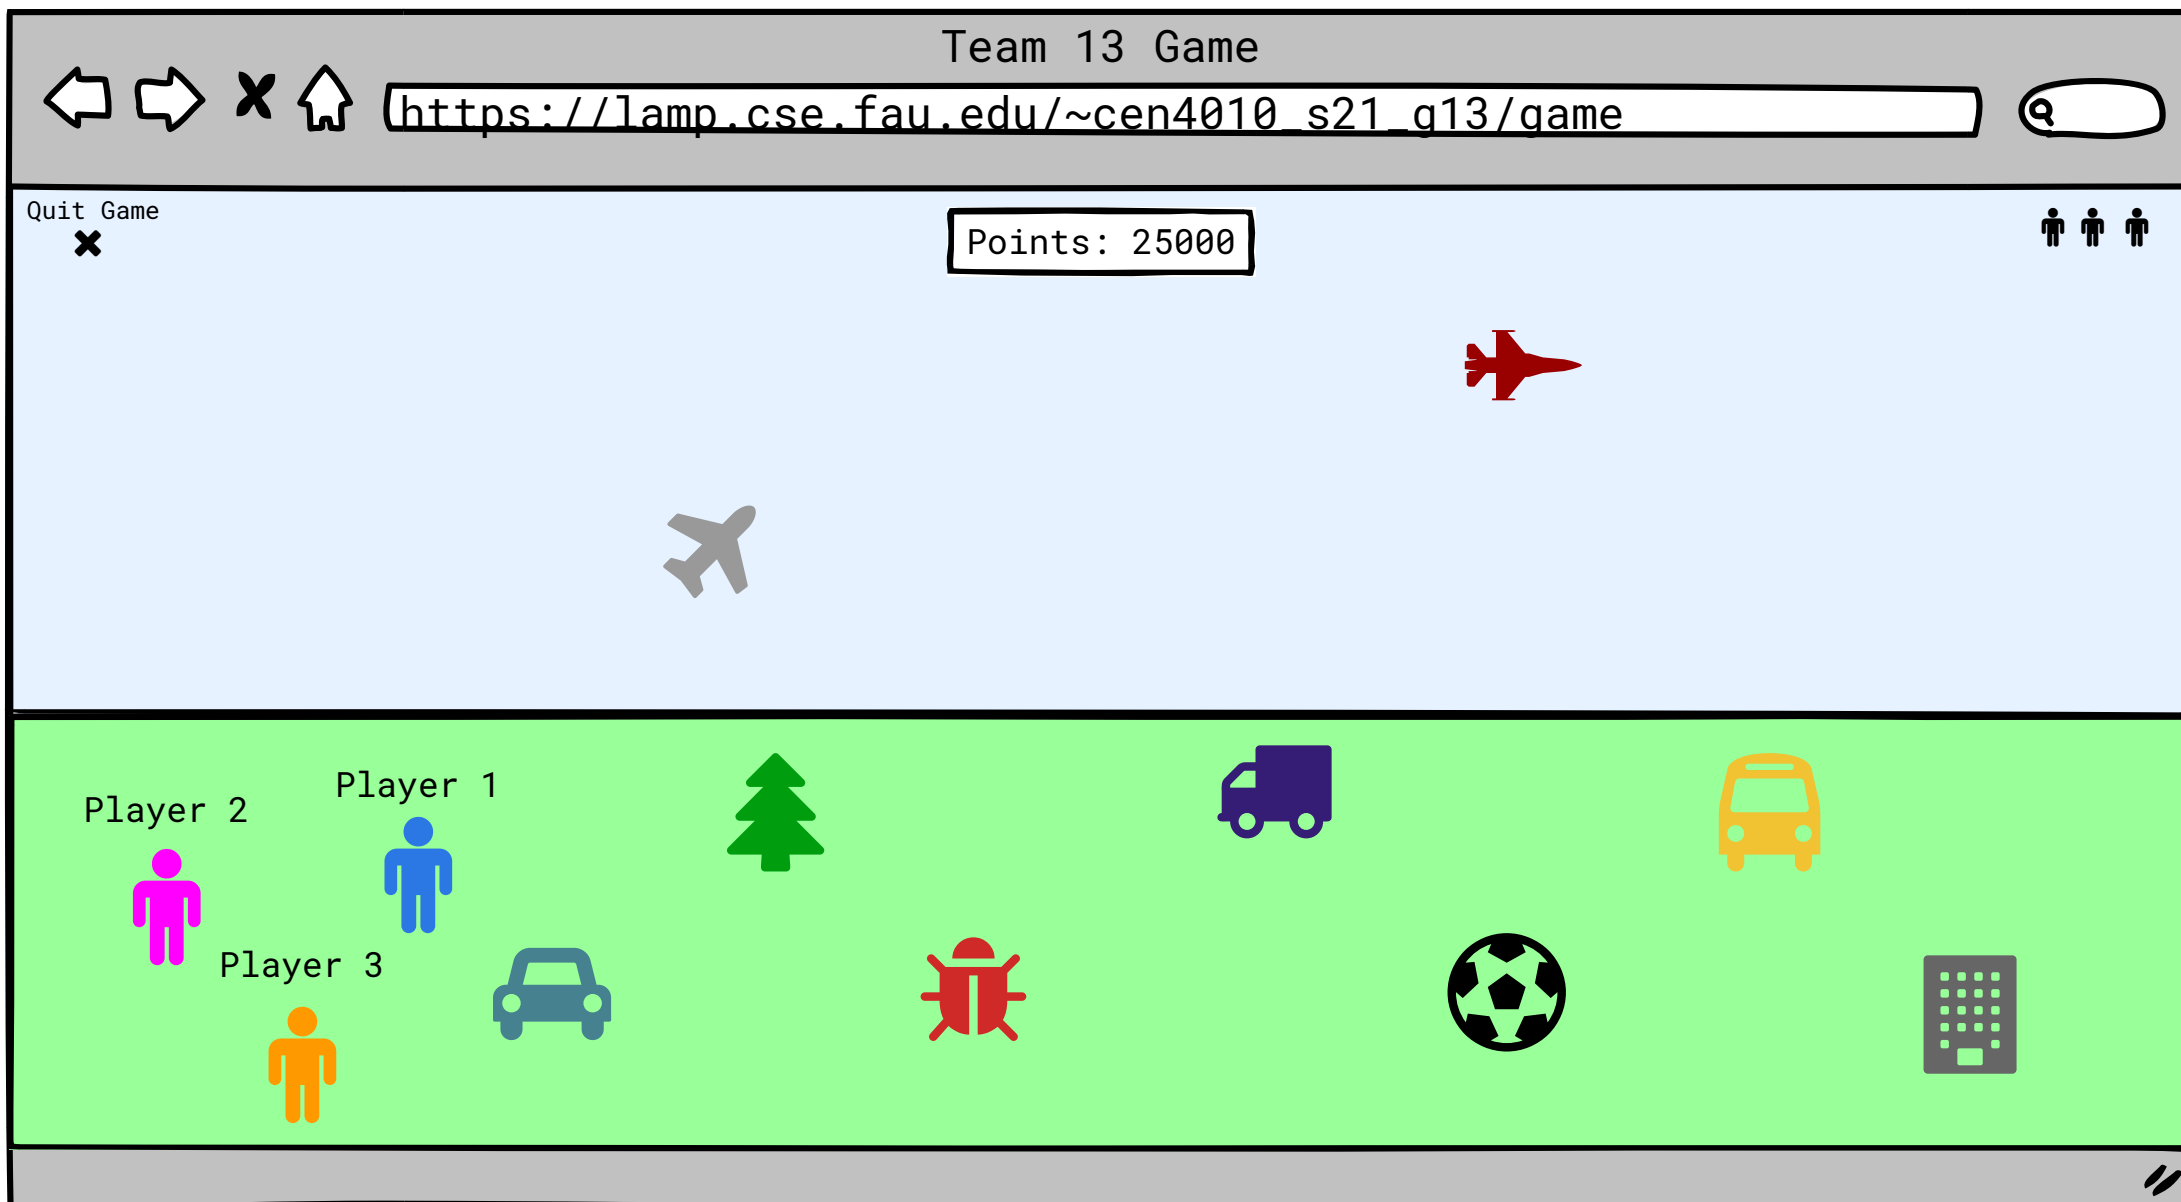 Team 13 Game
https://lamp.cse.fau.edu/~cen4010_s21_g13/game
Quit Game
Points: 25000
Player 1
Player 2
Player 3